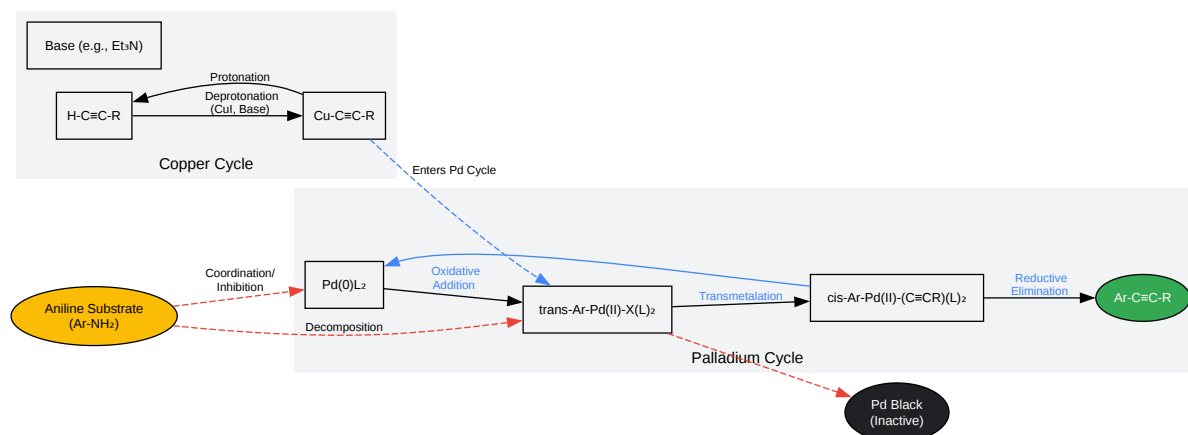 Base (e.g., Et₃N)
Protonation
Deprotonation
(CuI, Base)
H-C≡C-R
Cu-C≡C-R
Copper Cycle
Enters Pd Cycle
Coordination/
Inhibition
Aniline Substrate
(Ar-NH₂)
Decomposition
Pd(0)L₂
Oxidative
Addition
trans-Ar-Pd(II)-X(L)₂
Transmetalation
cis-Ar-Pd(II)-(C≡CR)(L)₂
Reductive
Elimination
Ar-C≡C-R
Palladium Cycle
Pd Black
(Inactive)